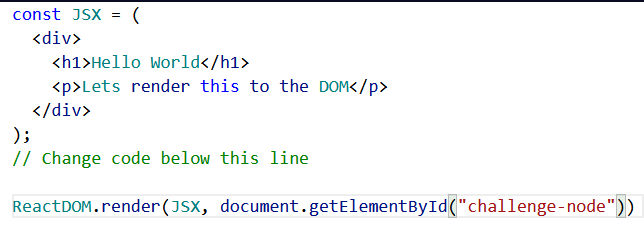 const JSX = (
  <div>
    <h1>Hello World</h1>
    <p>Lets render this to the DOM</p>
  </div>
);
// Change code below this line
ReactDOM.render(JSX, document.getElementById("challenge-node"))